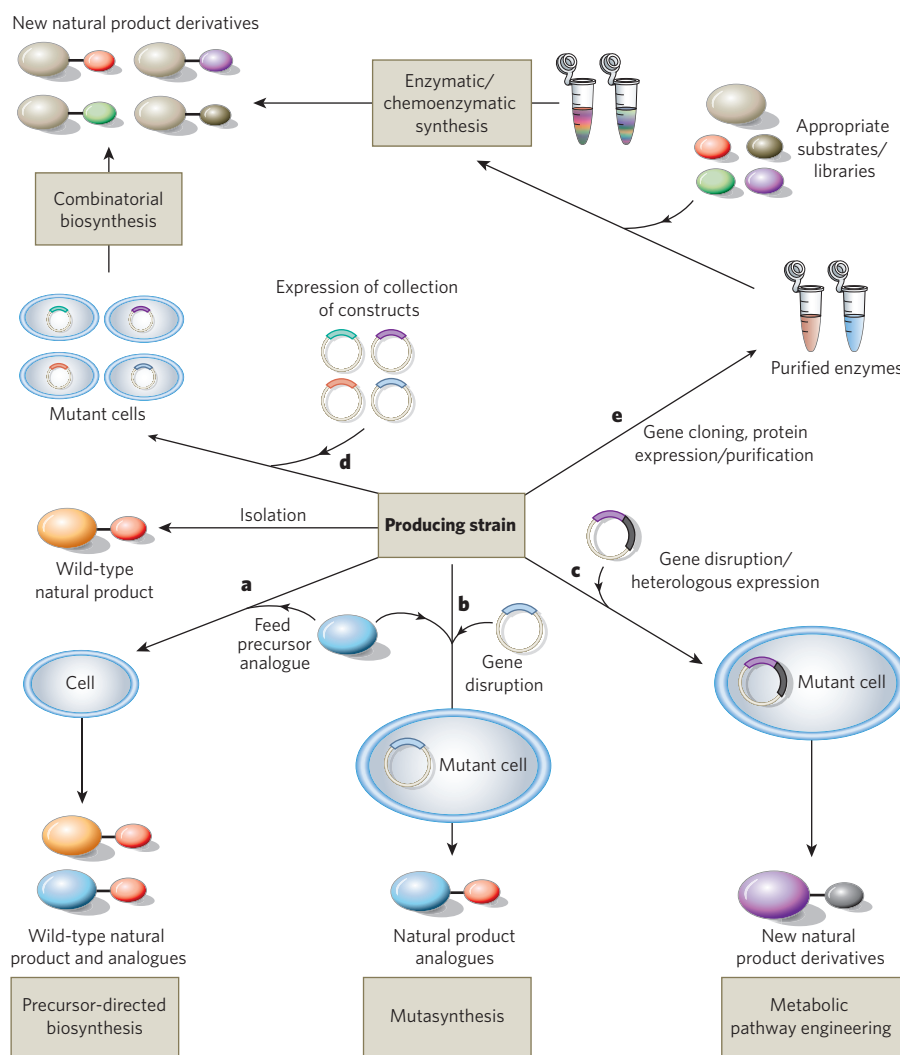 New natural product derivatives
Enzymatic/
chemoenzymatic
synthesis
Appropriate
substrates/
libraries
Combinatorial
biosynthesis
Expression of collection
of constructs
Purified enzymes
Mutant cells
e
Gene cloning, protein
expression/purification
d
Isolation
Producing strain
Wild-type
natural product
a
Feed
precursor
analogue
b
Gene
disruption
c
Gene disruption/
heterologous expression
Cell
Mutant cell
Mutant cell
Wild-type natural
product and analogues
Natural product
analogues
New natural
product derivatives
Precursor-directed
biosynthesis
Mutasynthesis
Metabolic
pathway engineering